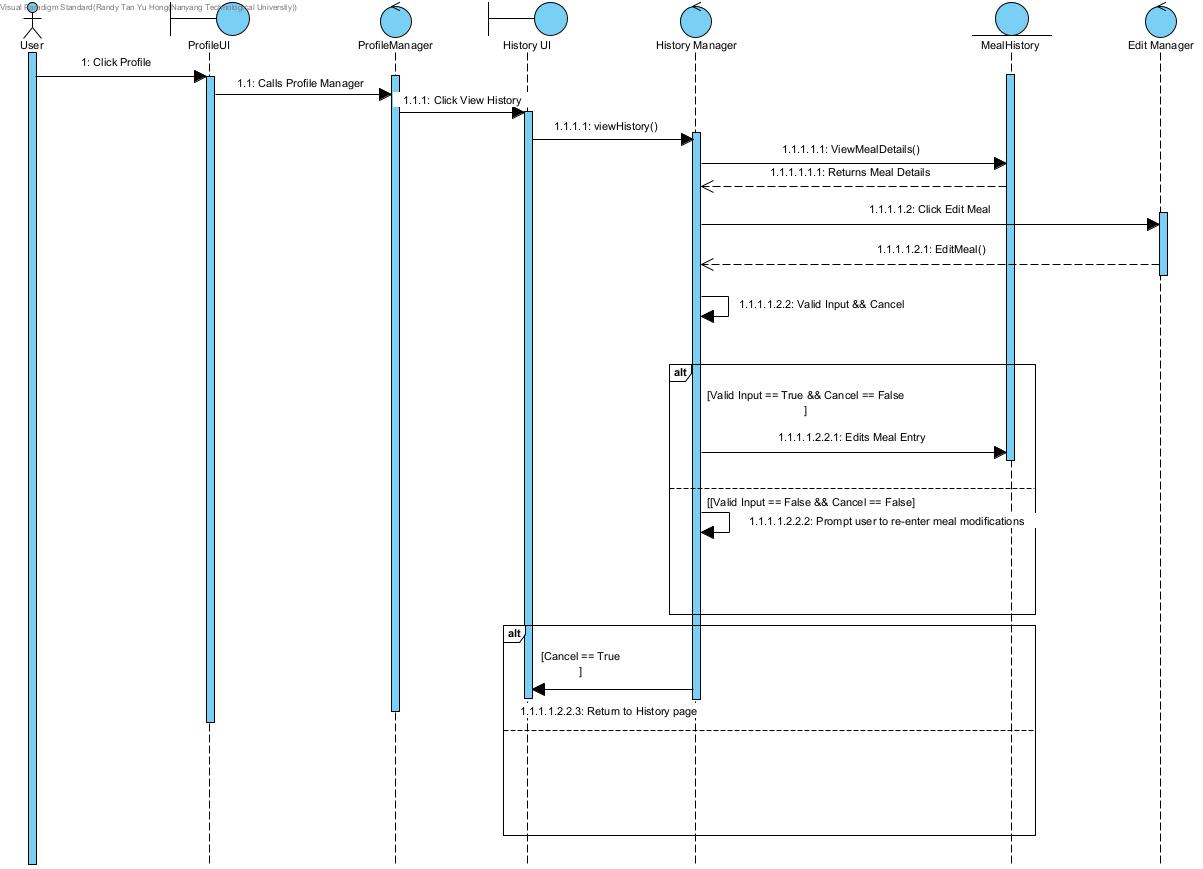 Visual Paradigm Standard(Randy Tan Yu Hong(Nanyang Technological University))
User
ProfileUI
ProfileManager
History UI
History Manager
MealHistory
Edit Manager
1: Click Profile
1.1: Calls Profile Manager
1.1.1: Click View History
1.1.1.1: viewHistory()
1.1.1.1.1: ViewMealDetails()
1.1.1.1.1.1: Returns Meal Details
1.1.1.1.2: Click Edit Meal
1.1.1.1.2.1: EditMeal()
1.1.1.1.2.2: Valid Input && Cancel
alt
[Valid Input == True && Cancel == False
]
1.1.1.1.2.2.1: Edits Meal Entry
[[Valid Input == False && Cancel == False]
1.1.1.1.2.2.2: Prompt user to re-enter meal modifications
alt
[Cancel == True
]
1.1.1.1.2.2.3: Return to History page